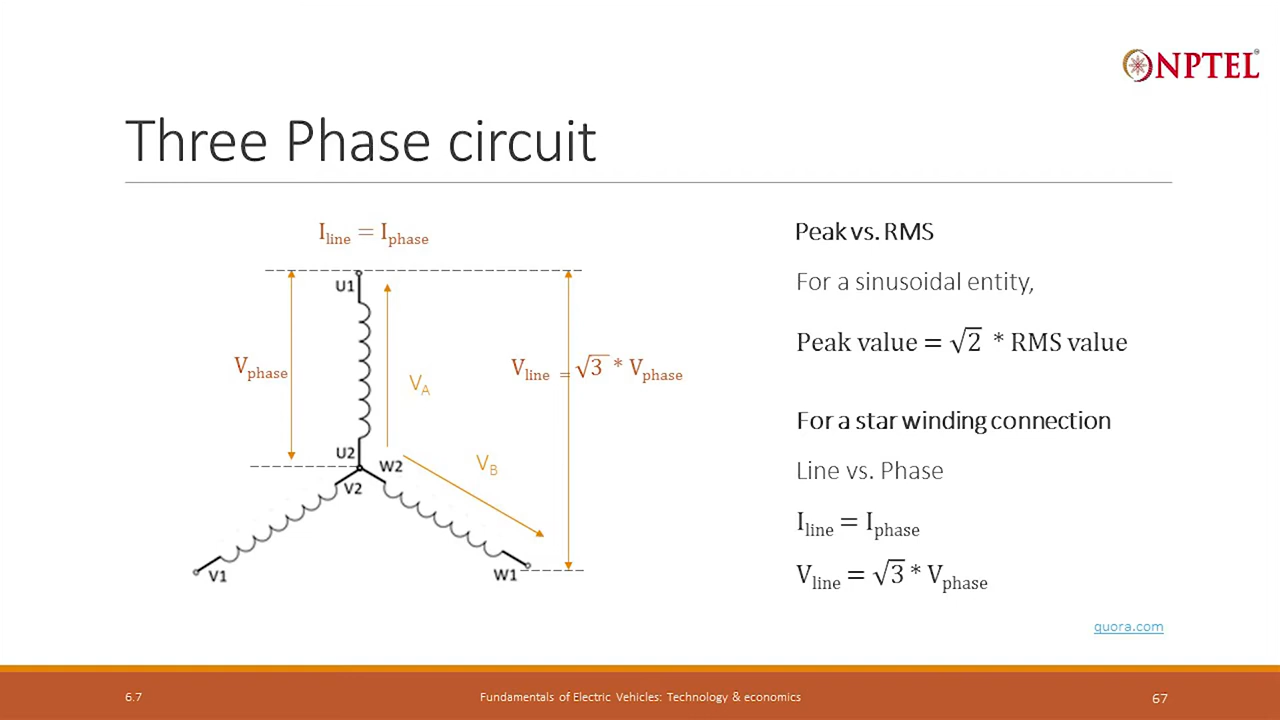 NPTEL
Three Phase circuit
I_line = I_phase
U1
V_phase
V_A
V_line = √3 * V_phase
U2
W2
V_B
V2
V1
W1
Peak vs. RMS
For a sinusoidal entity,
Peak value = √2 * RMS value
For a star winding connection
Line vs. Phase
I_line = I_phase
V_line = √3 * V_phase
quora.com
6.7
Fundamentals of Electric Vehicles: Technology & economics
67